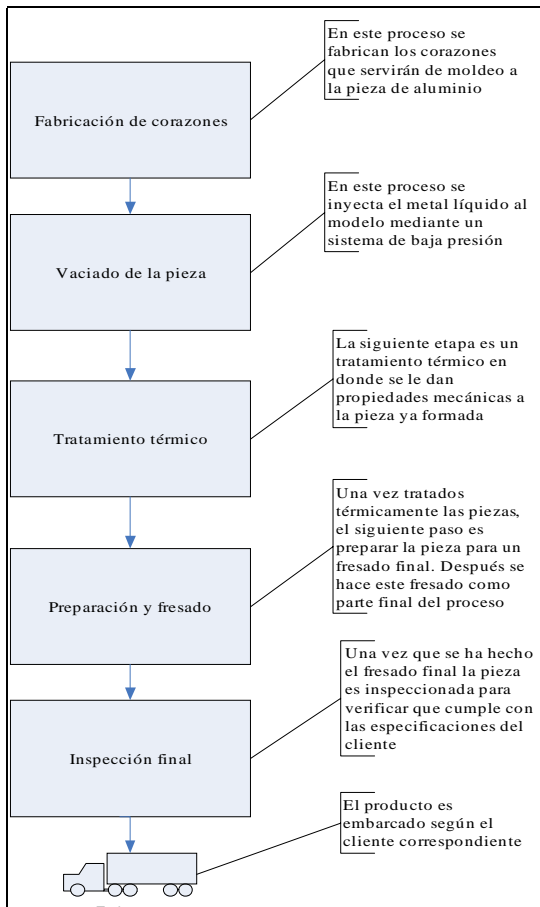 En este proceso se
fabrican los corazones
que servirán de moldeo a
la pieza de aluminio
Fabricación de corazones
En este proceso se
inyecta el metal líquido al
modelo mediante un
sistema de baja presión
Vaciado de la pieza
La siguiente etapa es un
tratamiento térmico en
donde se le dan
propiedades mecánicas a
la pieza ya formada
Tratamiento térmico
Una vez tratados
térmicamente las piezas,
el siguiente paso es
preparar la pieza para un
fresado final. Después se
hace este fresado como
parte final del proceso
Preparación y fresado
Una vez que se ha hecho
el fresado final la pieza
es inspeccionada para
verificar que cumple con
las especificaciones del
cliente
Inspección final
El producto es
embarcado según el
cliente correspondiente